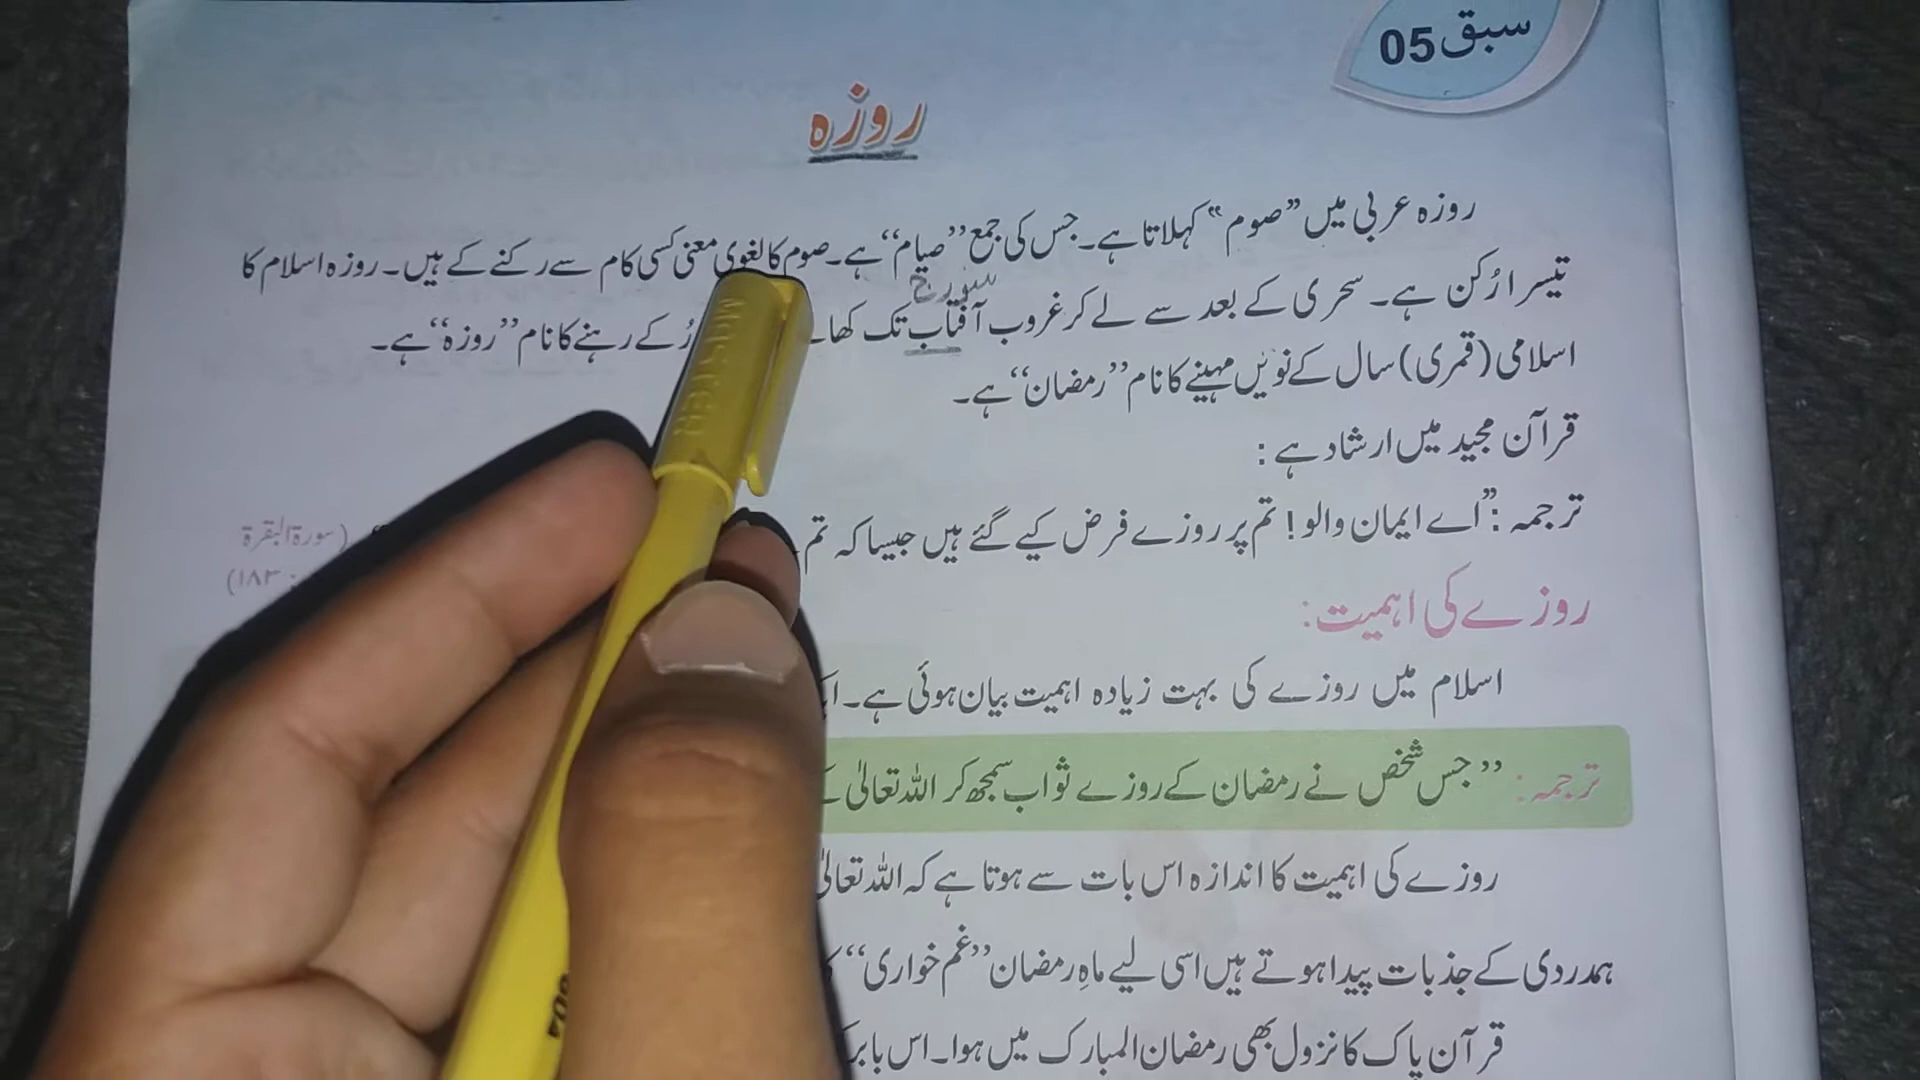 سبق 05
روزہ
روزہ عربی میں ”صوم“ کہلاتا ہے۔ جس کی جمع ”صیام“ ہے۔ صوم کا لغوی معنی کسی کام سے رکنے کے ہیں۔ روزہ اسلام کا
سورج
تیسرا رُکن ہے۔ سحری کے بعد سے لے کر غروب آفتاب تک کھا رُکے رہنے کا نام ”روزہ“ ہے۔
اسلامی (قمری) سال کے نویں مہینے کا نام ”رمضان“ ہے۔
قرآن مجید میں ارشاد ہے :
ترجمہ : ”اے ایمان والو! تم پر روزے فرض کیے گئے ہیں جیسا کہ تم (سورۃ البقرۃ
: ۱۸۳)
روزے کی اہمیت:
اسلام میں روزے کی بہت زیادہ اہمیت بیان ہوئی ہے۔
ترجمہ: ”جس شخص نے رمضان کے روزے ثواب سمجھ کر اللہ تعالیٰ
روزے کی اہمیت کا اندازہ اس بات سے ہوتا ہے کہ اللہ تعالیٰ
ہمدردی کے جذبات پیدا ہوتے ہیں اسی لیے ماہِ رمضان ”غم خواری“
قرآن پاک کا نزول بھی رمضان المبارک میں ہوا۔ اس
MASTER